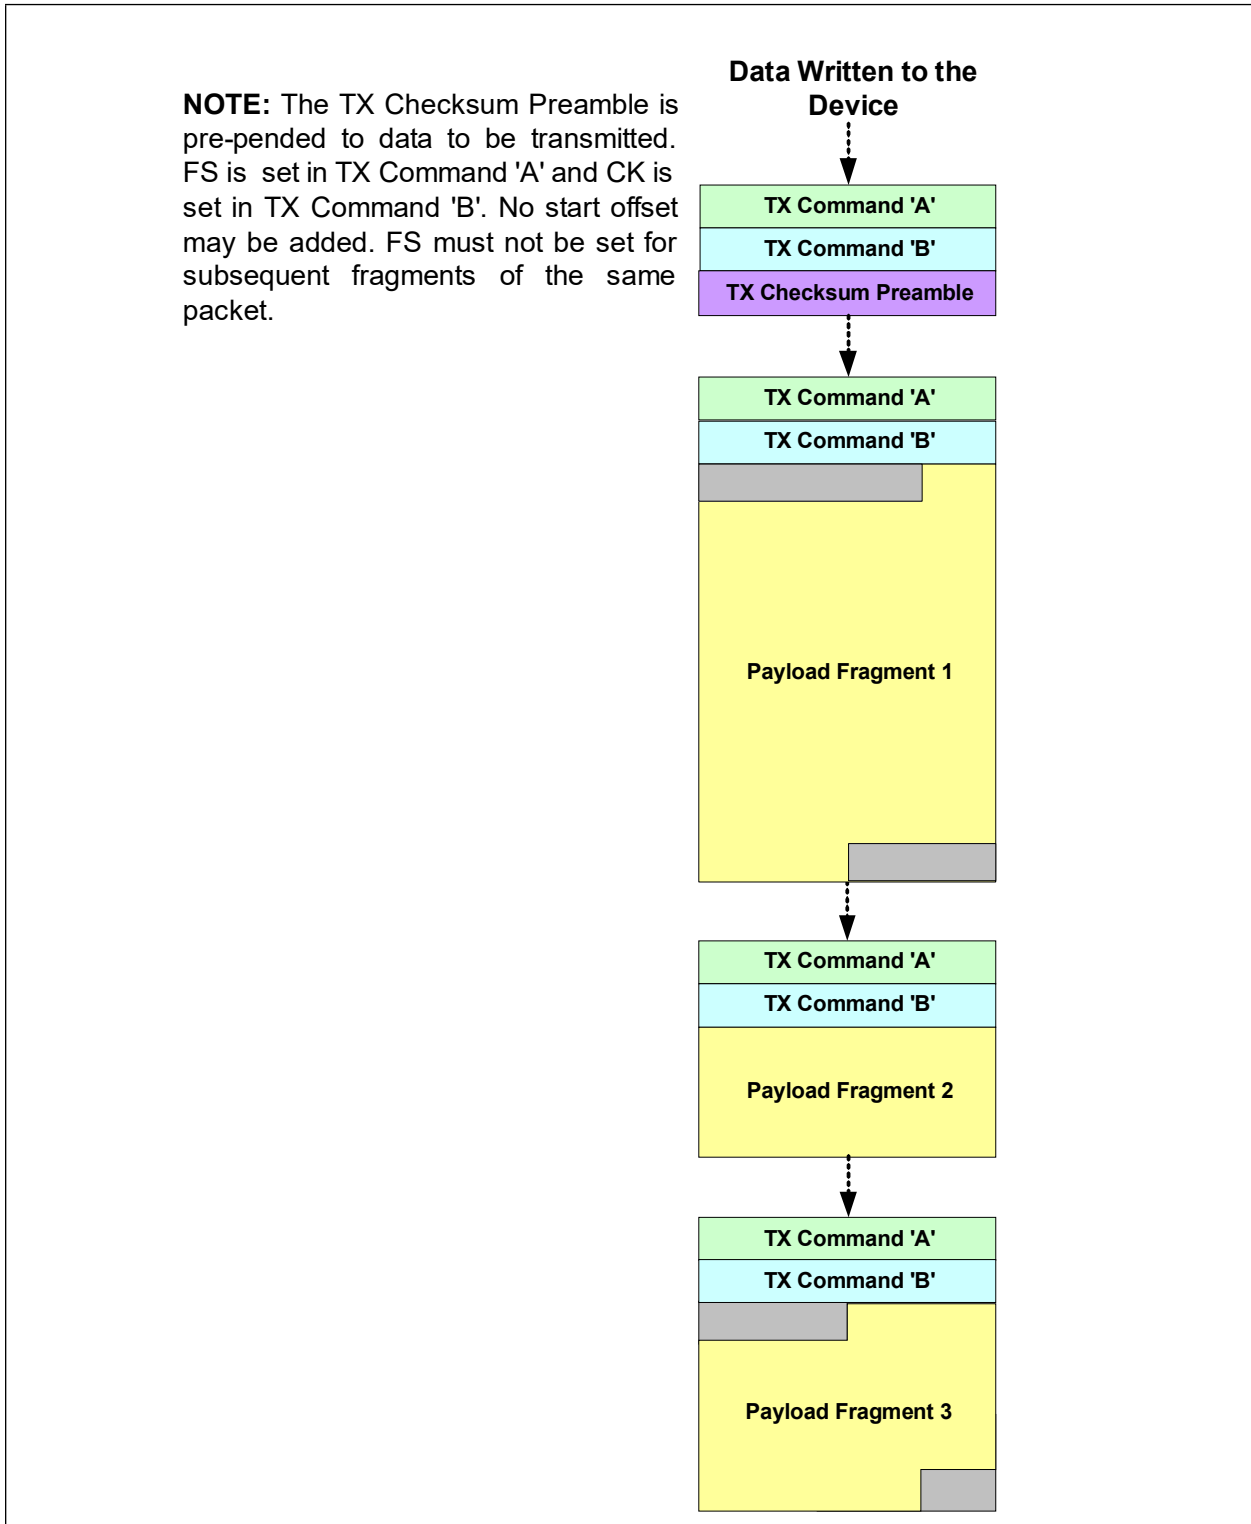 NOTE: The TX Checksum Preamble is
pre-pended to data to be transmitted.
FS is set in TX Command 'A' and CK is
set in TX Command 'B'. No start offset
may be added. FS must not be set for
subsequent fragments of the same
packet.
Data Written to the
Device
TX Command 'A'
TX Command 'B'
TX Checksum Preamble
TX Command 'A'
TX Command 'B'
Payload Fragment 1
TX Command 'A'
TX Command 'B'
Payload Fragment 2
TX Command 'A'
TX Command 'B'
Payload Fragment 3